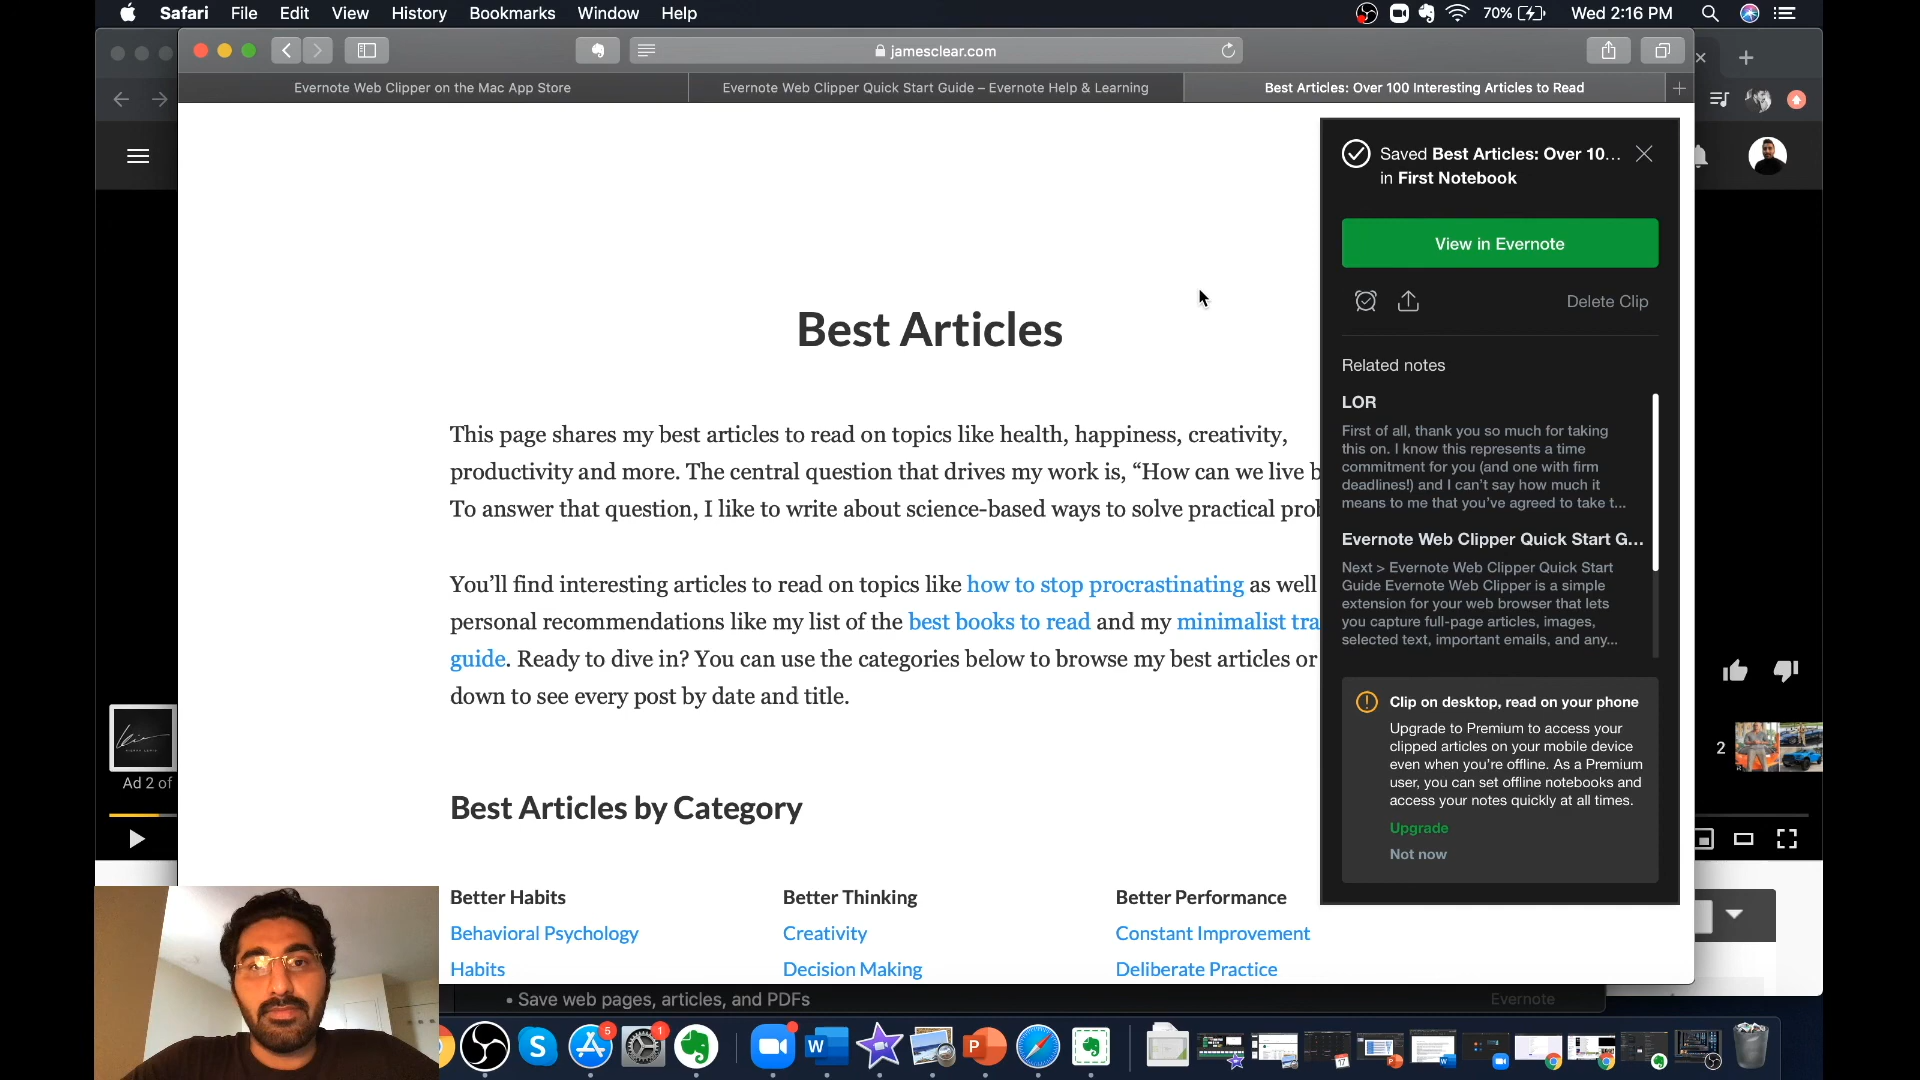 Safari File Edit View History Bookmarks Window Help
70% Wed 2:16 PM
jamesclear.com
Evernote Web Clipper on the Mac App Store
Evernote Web Clipper Quick Start Guide – Evernote Help & Learning
Best Articles: Over 100 Interesting Articles to Read
Best Articles
This page shares my best articles to read on topics like health, happiness, creativity,
productivity and more. The central question that drives my work is, “How can we live b
To answer that question, I like to write about science-based ways to solve practical prob
You’ll find interesting articles to read on topics like how to stop procrastinating as well
personal recommendations like my list of the best books to read and my minimalist tra
guide. Ready to dive in? You can use the categories below to browse my best articles or
down to see every post by date and title.
Best Articles by Category
Better Habits
Behavioral Psychology
Habits
Better Thinking
Creativity
Decision Making
Better Performance
Constant Improvement
Deliberate Practice
Saved Best Articles: Over 10...
in First Notebook
View in Evernote
Delete Clip
Related notes
LOR
First of all, thank you so much for taking
this on. I know this represents a time
commitment for you (and one with firm
deadlines!) and I can’t say how much it
means to me that you’ve agreed to take t...
Evernote Web Clipper Quick Start G...
Next > Evernote Web Clipper Quick Start
Guide Evernote Web Clipper is a simple
extension for your web browser that lets
you capture full-page articles, images,
selected text, important emails, and any...
Clip on desktop, read on your phone
Upgrade to Premium to access your
clipped articles on your mobile device
even when you’re offline. As a Premium
user, you can set offline notebooks and
access your notes quickly at all times.
Upgrade
Not now
Ad 2 of
2
• Save web pages, articles, and PDFs
Evernote
5
1
W
P
17